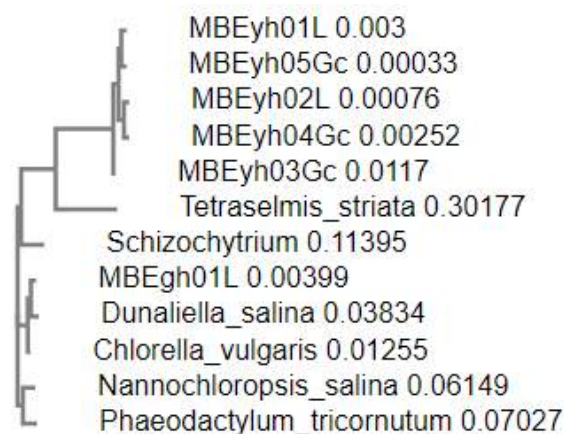 MBEyh01L 0.003
MBEyh05Gc 0.00033
MBEyh02L 0.00076
MBEyh04Gc 0.00252
MBEyh03Gc 0.0117
Tetraselmis_striata 0.30177
Schizochytrium 0.11395
MBEgh01L 0.00399
Dunaliella_salina 0.03834
Chlorella_vulgaris 0.01255
Nannochloropsis_salina 0.06149
Phaeodactylum_tricornutum 0.07027